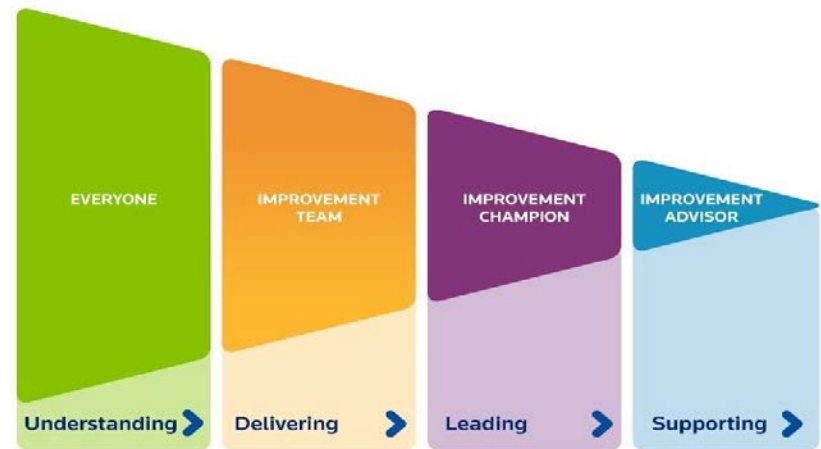 EVERYONE
IMPROVEMENT
TEAM
IMPROVEMENT
CHAMPION
IMPROVEMENT
ADVISOR
Understanding
Delivering
Leading
Supporting